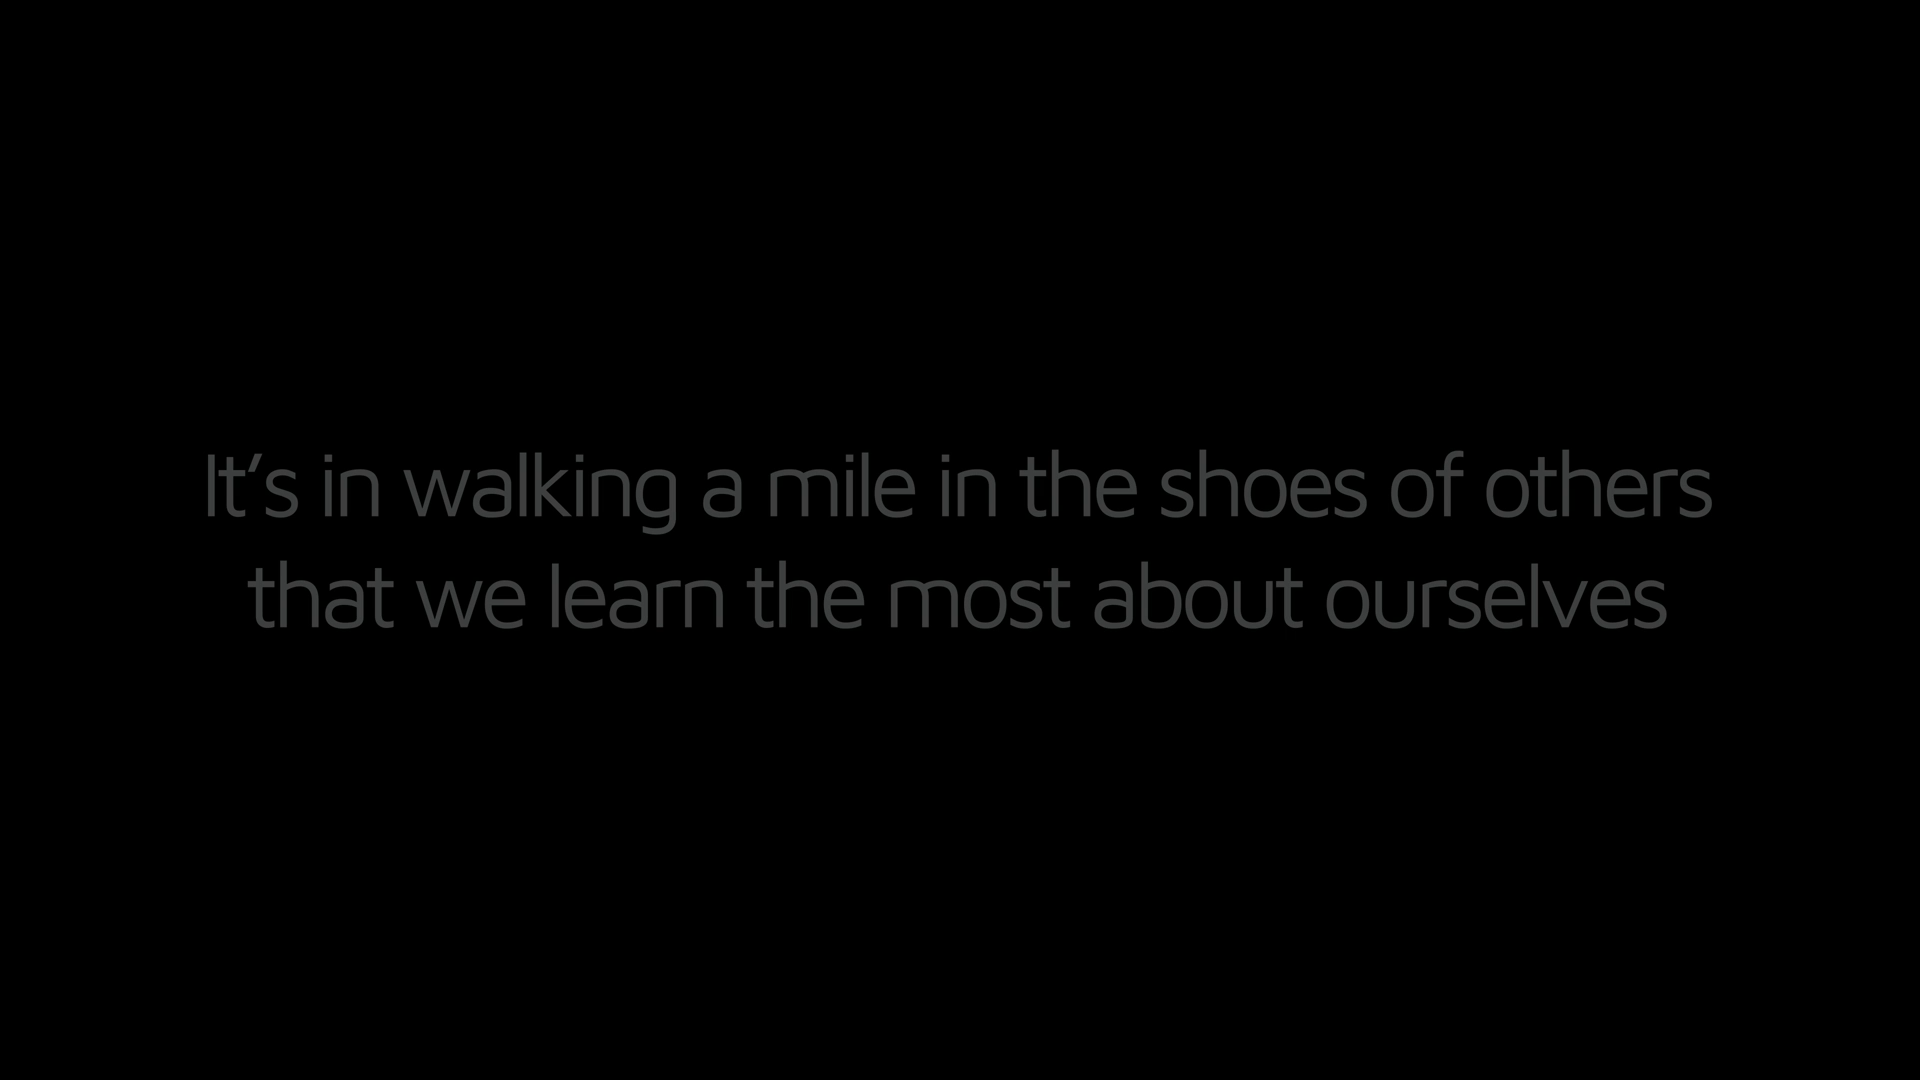 It’s in walking a mile in the shoes of others
that we learn the most about ourselves